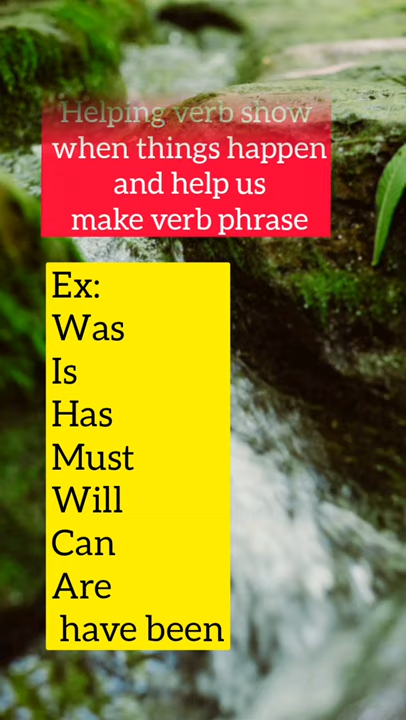 Helping verb show
when things happen
and help us
make verb phrase
Ex:
Was
Is
Has
Must
Will
Can
Are
have been